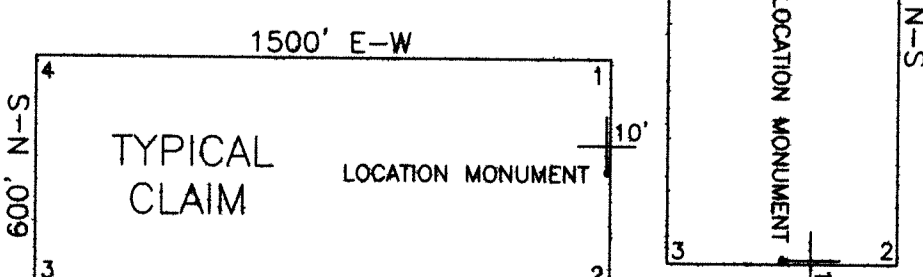 1500' E-W
4
1
600' N-S
TYPICAL
CLAIM
10'
LOCATION MONUMENT
3
2
LOCATION MONUMENT
N-S
3
2